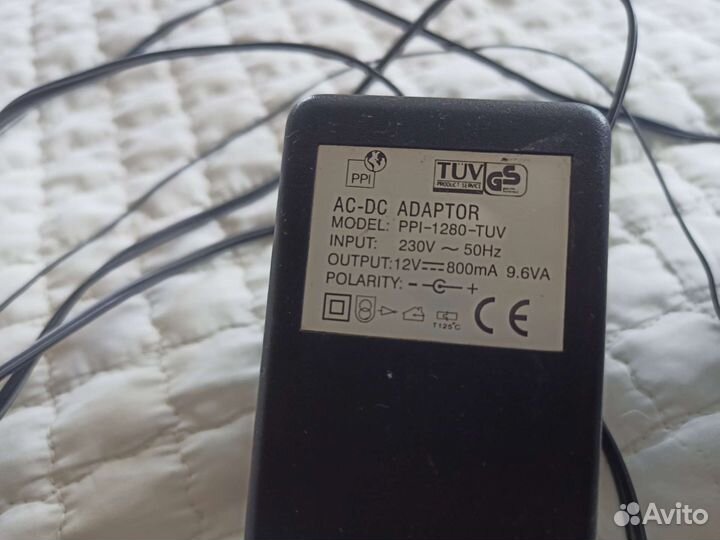 PPI
TÜV
PRODUCT SERVICE
GS
AC-DC ADAPTOR
MODEL: PPI-1280-TUV
INPUT: 230V ~ 50Hz
OUTPUT:12V⎓800mA 9.6VA
POLARITY: - +
T125°C
CE
Avito